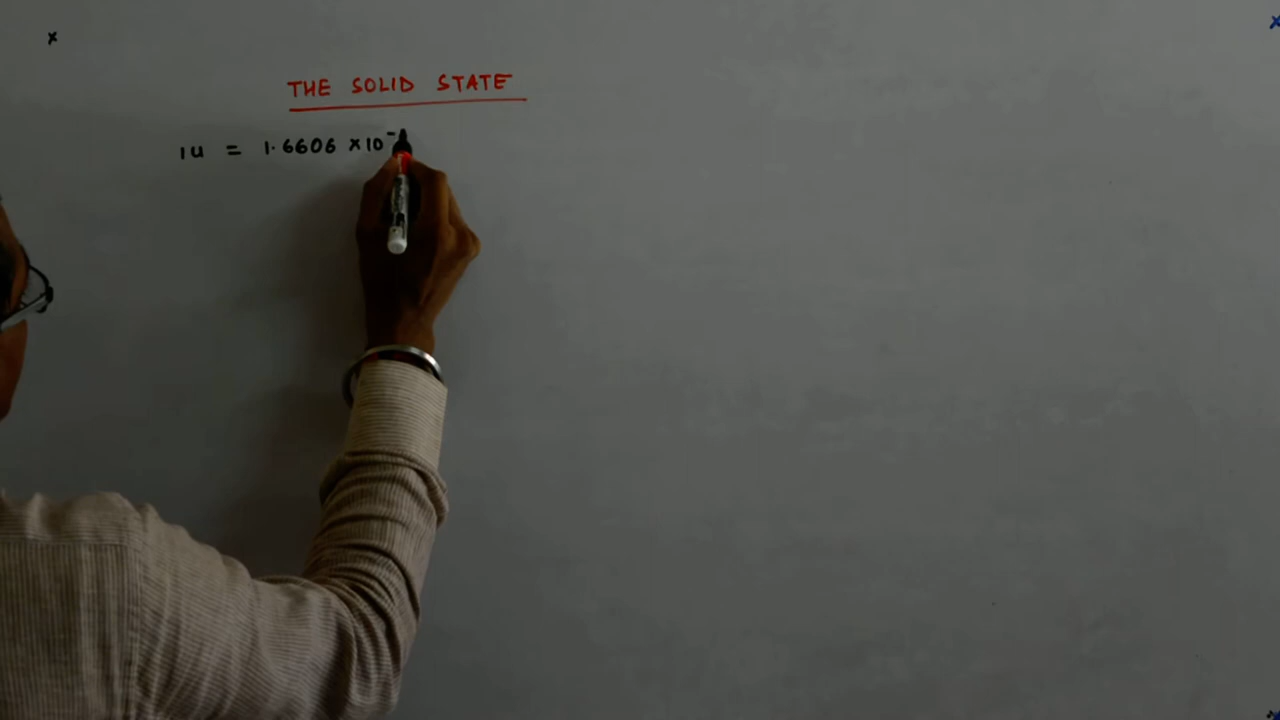 THE SOLID STATE
1u = 1.6606 ×10⁻